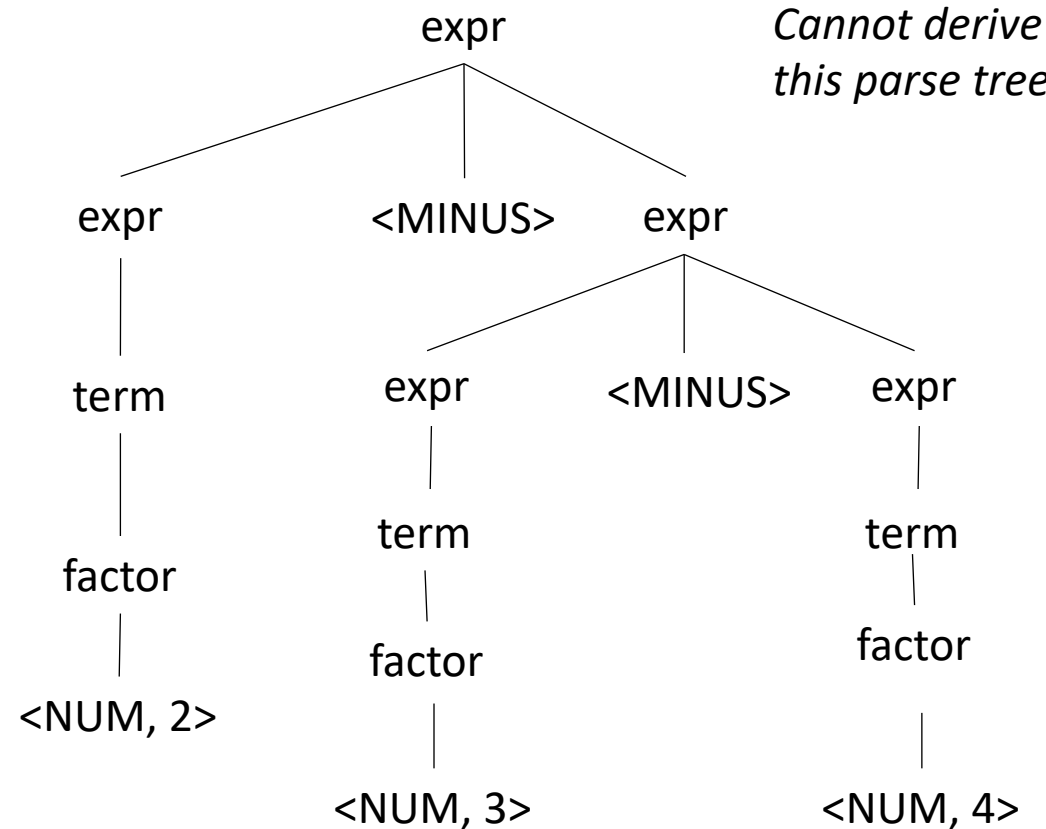 expr
Cannot derive
this parse tree
expr <MINUS> expr
term expr <MINUS> expr
factor term term
<NUM, 2> factor factor
<NUM, 3> <NUM, 4>